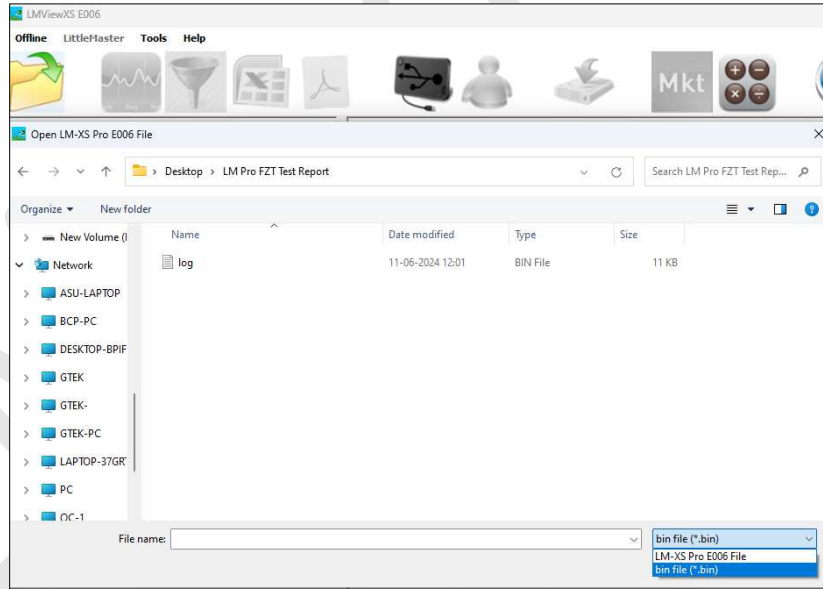 LMViewXS E006
Offline LittleMaster Tools Help
Mkt
Open LM-XS Pro E006 File
Desktop > LM Pro FZT Test Report
Search LM Pro FZT Test Rep...
Organize New folder
Name Date modified Type Size
New Volume (
log 11-06-2024 12:01 BIN File 11 KB
Network
ASU-LAPTOP
BCP-PC
DESKTOP-BPIF
GTEK
GTEK-
GTEK-PC
LAPTOP-37GR
PC
QC-1
File name: bin file (*.bin)
LM-XS Pro E006 File
bin file (*.bin)